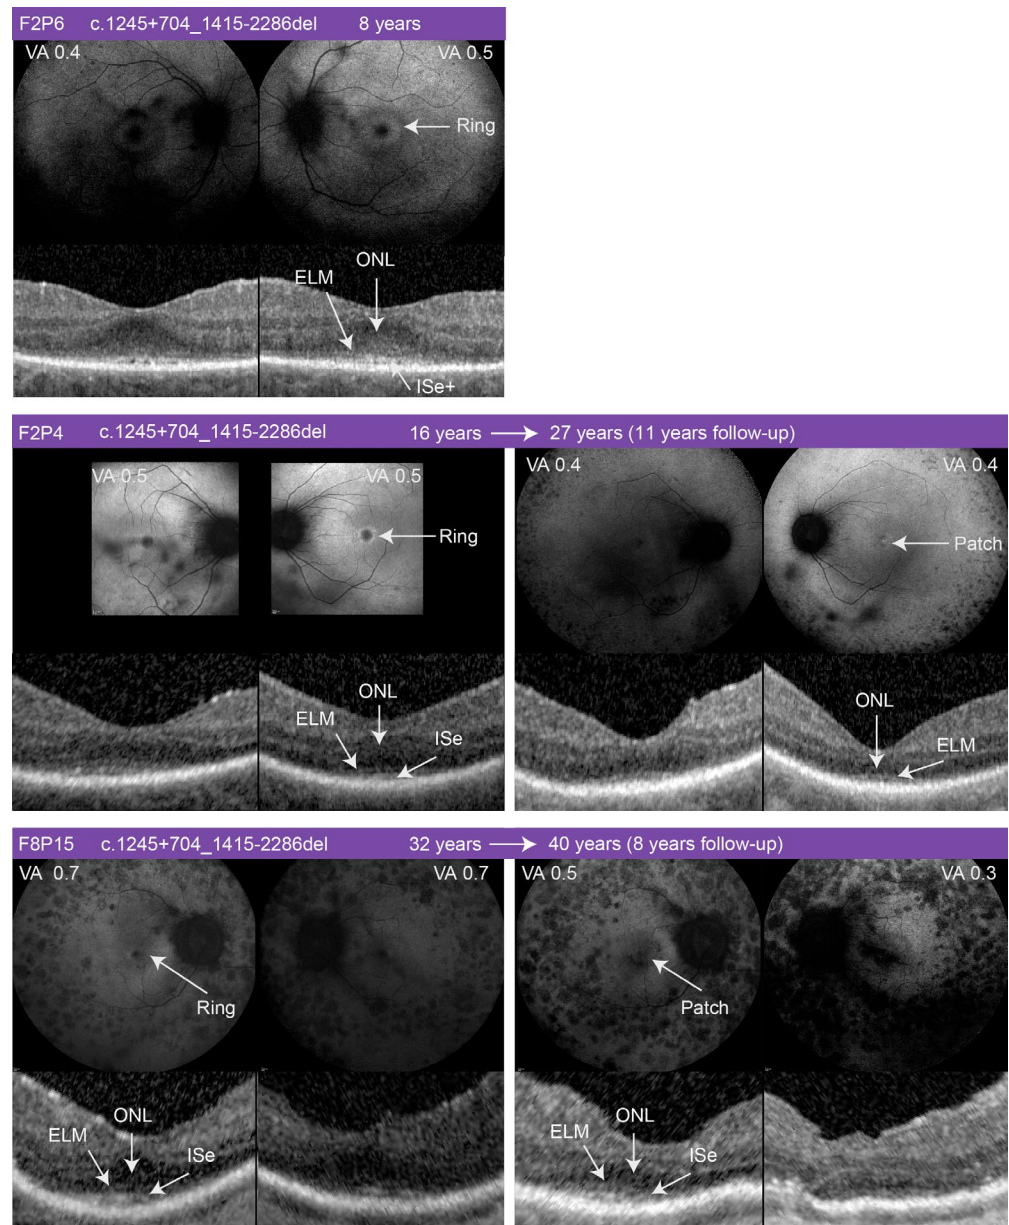 F2P6 c.1245+704_1415-2286del 8 years
VA 0.4 VA 0.5
Ring
ONL
ELM
ISe+
F2P4 c.1245+704_1415-2286del 16 years 27 years (11 years follow-up)
VA 0.5 VA 0.5 VA 0.4 VA 0.4
Ring Patch
ONL ONL
ELM ISe ELM
F8P15 c.1245+704_1415-2286del 32 years 40 years (8 years follow-up)
VA 0.7 VA 0.7 VA 0.5 VA 0.3
Ring Patch
ONL ONL
ELM ISe ELM ISe